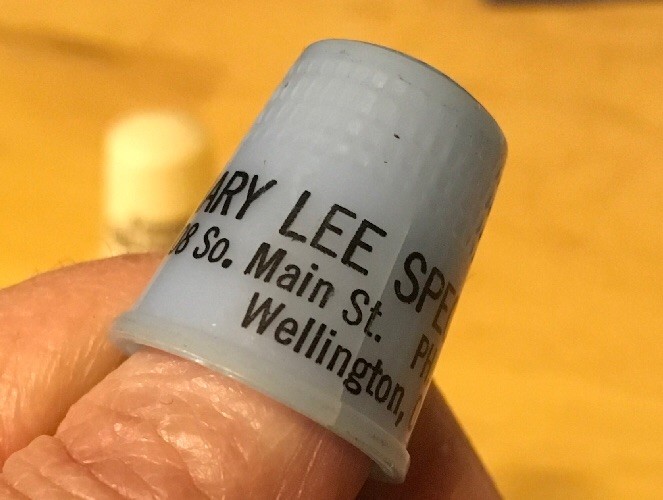 ARY LEE SPE
8 So. Main St. PH
Wellington,